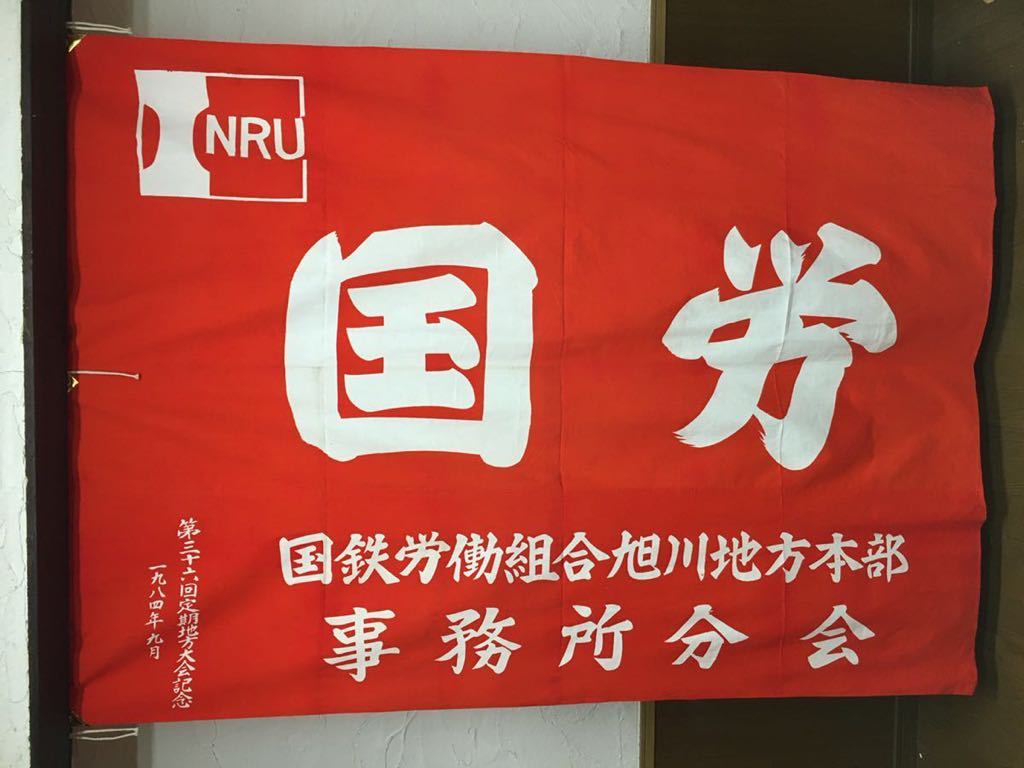 NRU
国労
国鉄労働組合旭川地方本部
事務所分会
第三十六回定期地方大会記念
一九八四年九月